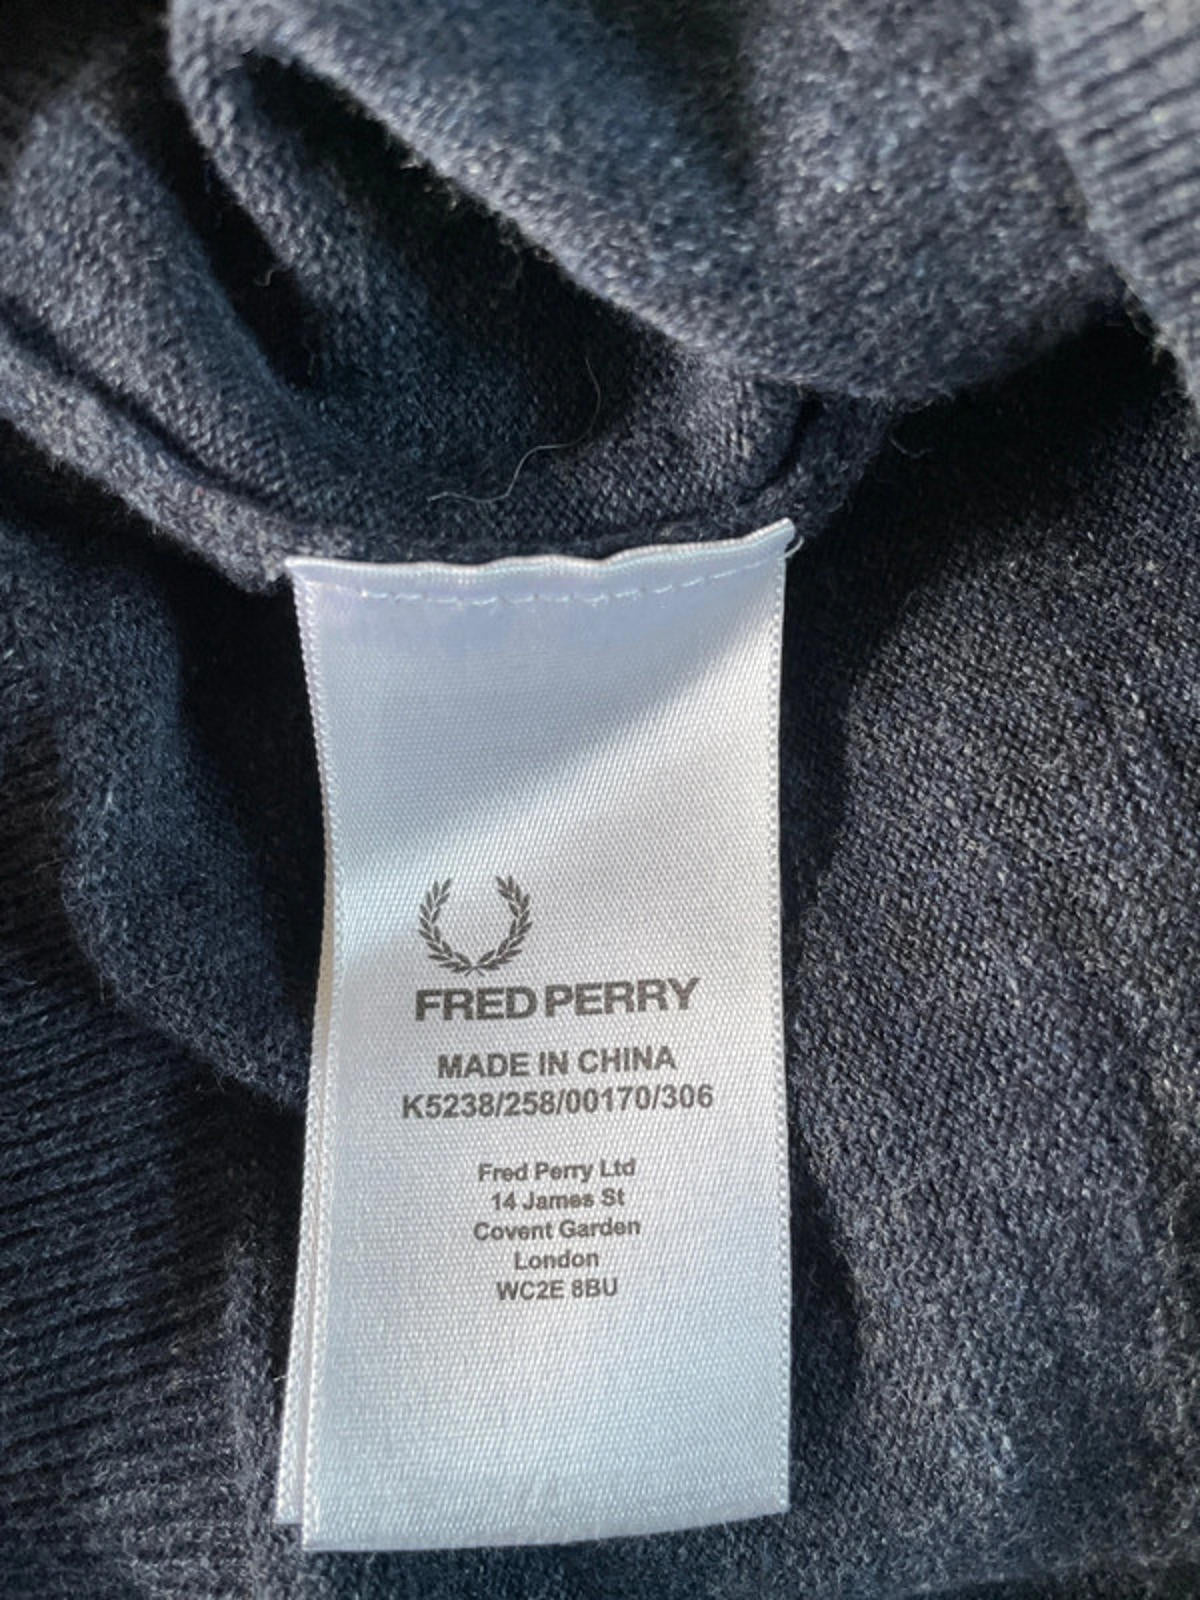 FRED PERRY
MADE IN CHINA
K5238/258/00170/306
Fred Perry Ltd
14 James St
Covent Garden
London
WC2E 8BU